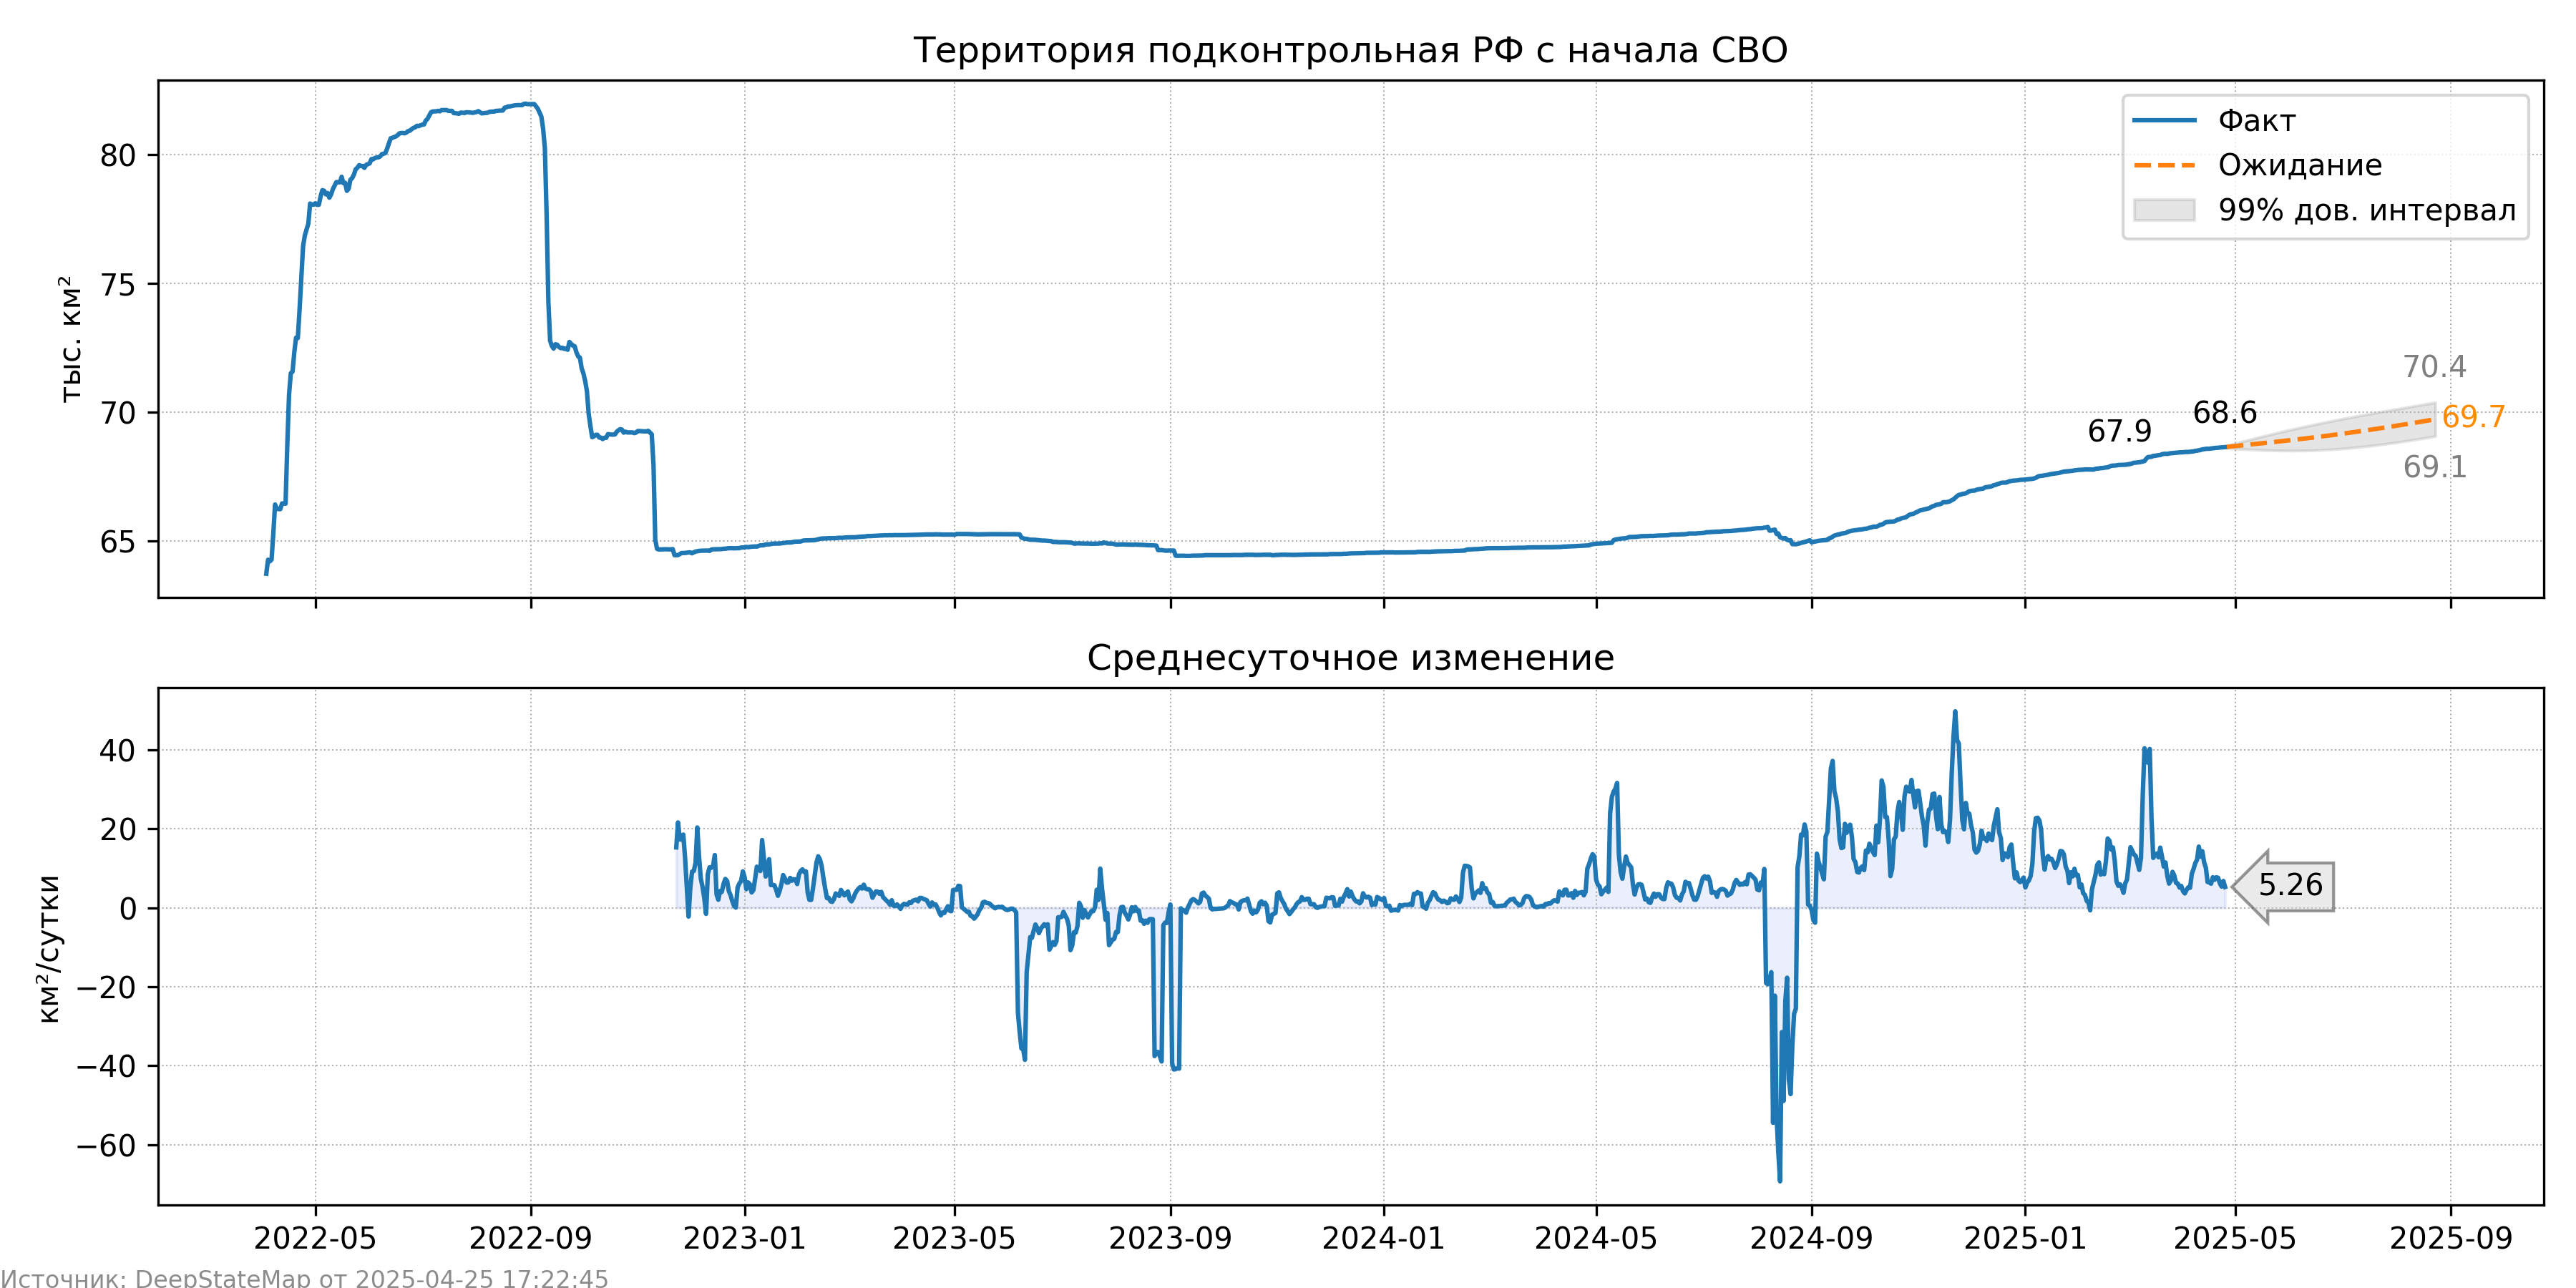 Территория подконтрольная РФ с начала СВО
тыс. км²
80
75
70
65
Факт
Ожидание
99% дов. интервал
67.9
68.6
70.4
69.7
69.1
Среднесуточное изменение
км²/сутки
40
20
0
−20
−40
−60
5.26
2022-05 2022-09 2023-01 2023-05 2023-09 2024-01 2024-05 2024-09 2025-01 2025-05 2025-09
Источник: DeepStateMap от 2025-04-25 17:22:45